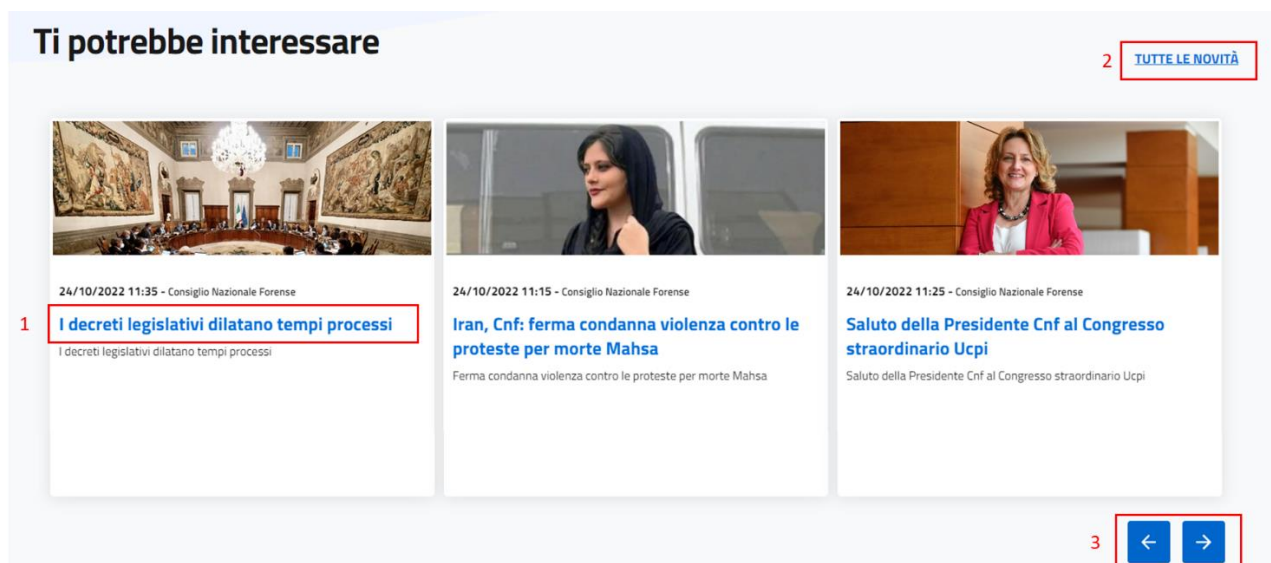 Ti potrebbe interessare
2 TUTTE LE NOVITÀ
24/10/2022 11:35 - Consiglio Nazionale Forense
1 I decreti legislativi dilatano tempi processi
I decreti legislativi dilatano tempi processi
24/10/2022 11:15 - Consiglio Nazionale Forense
Iran, Cnf: ferma condanna violenza contro le
proteste per morte Mahsa
Ferma condanna violenza contro le proteste per morte Mahsa
24/10/2022 11:25 - Consiglio Nazionale Forense
Saluto della Presidente Cnf al Congresso
straordinario Ucpi
Saluto della Presidente Cnf al Congresso straordinario Ucpi
3 ← →